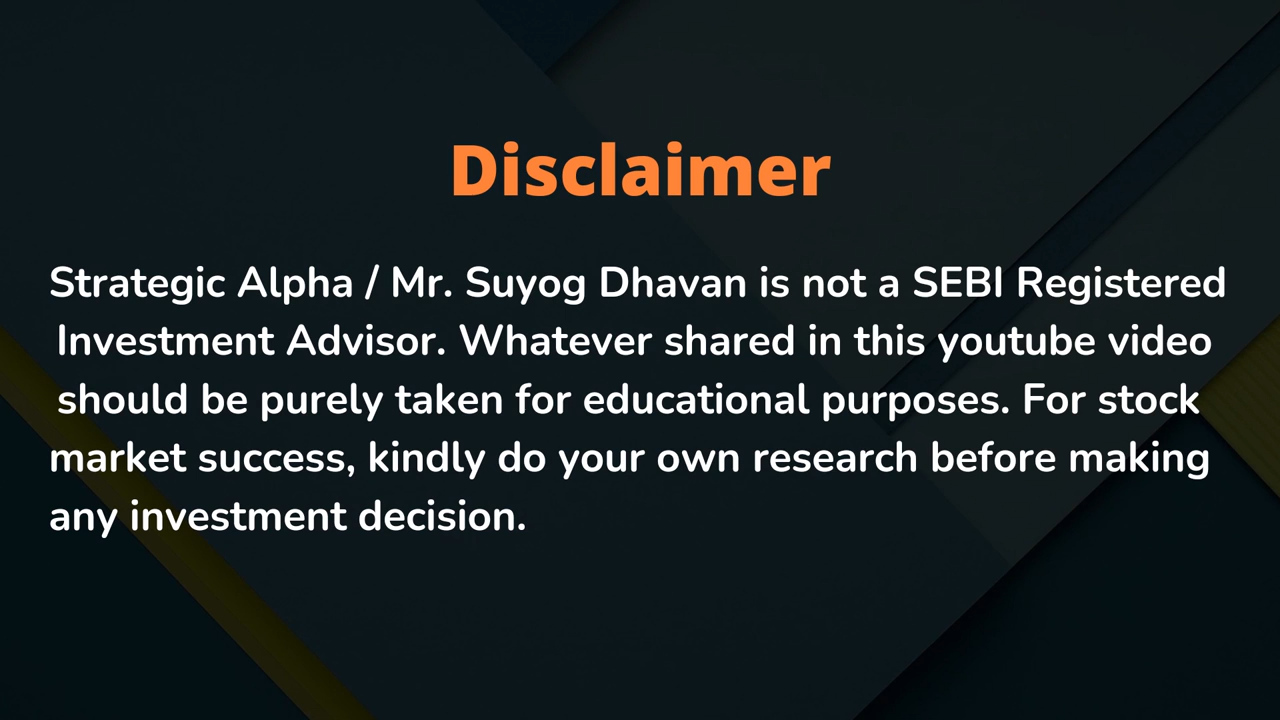 Disclaimer
Strategic Alpha / Mr. Suyog Dhavan is not a SEBI Registered
Investment Advisor. Whatever shared in this youtube video
should be purely taken for educational purposes. For stock
market success, kindly do your own research before making
any investment decision.